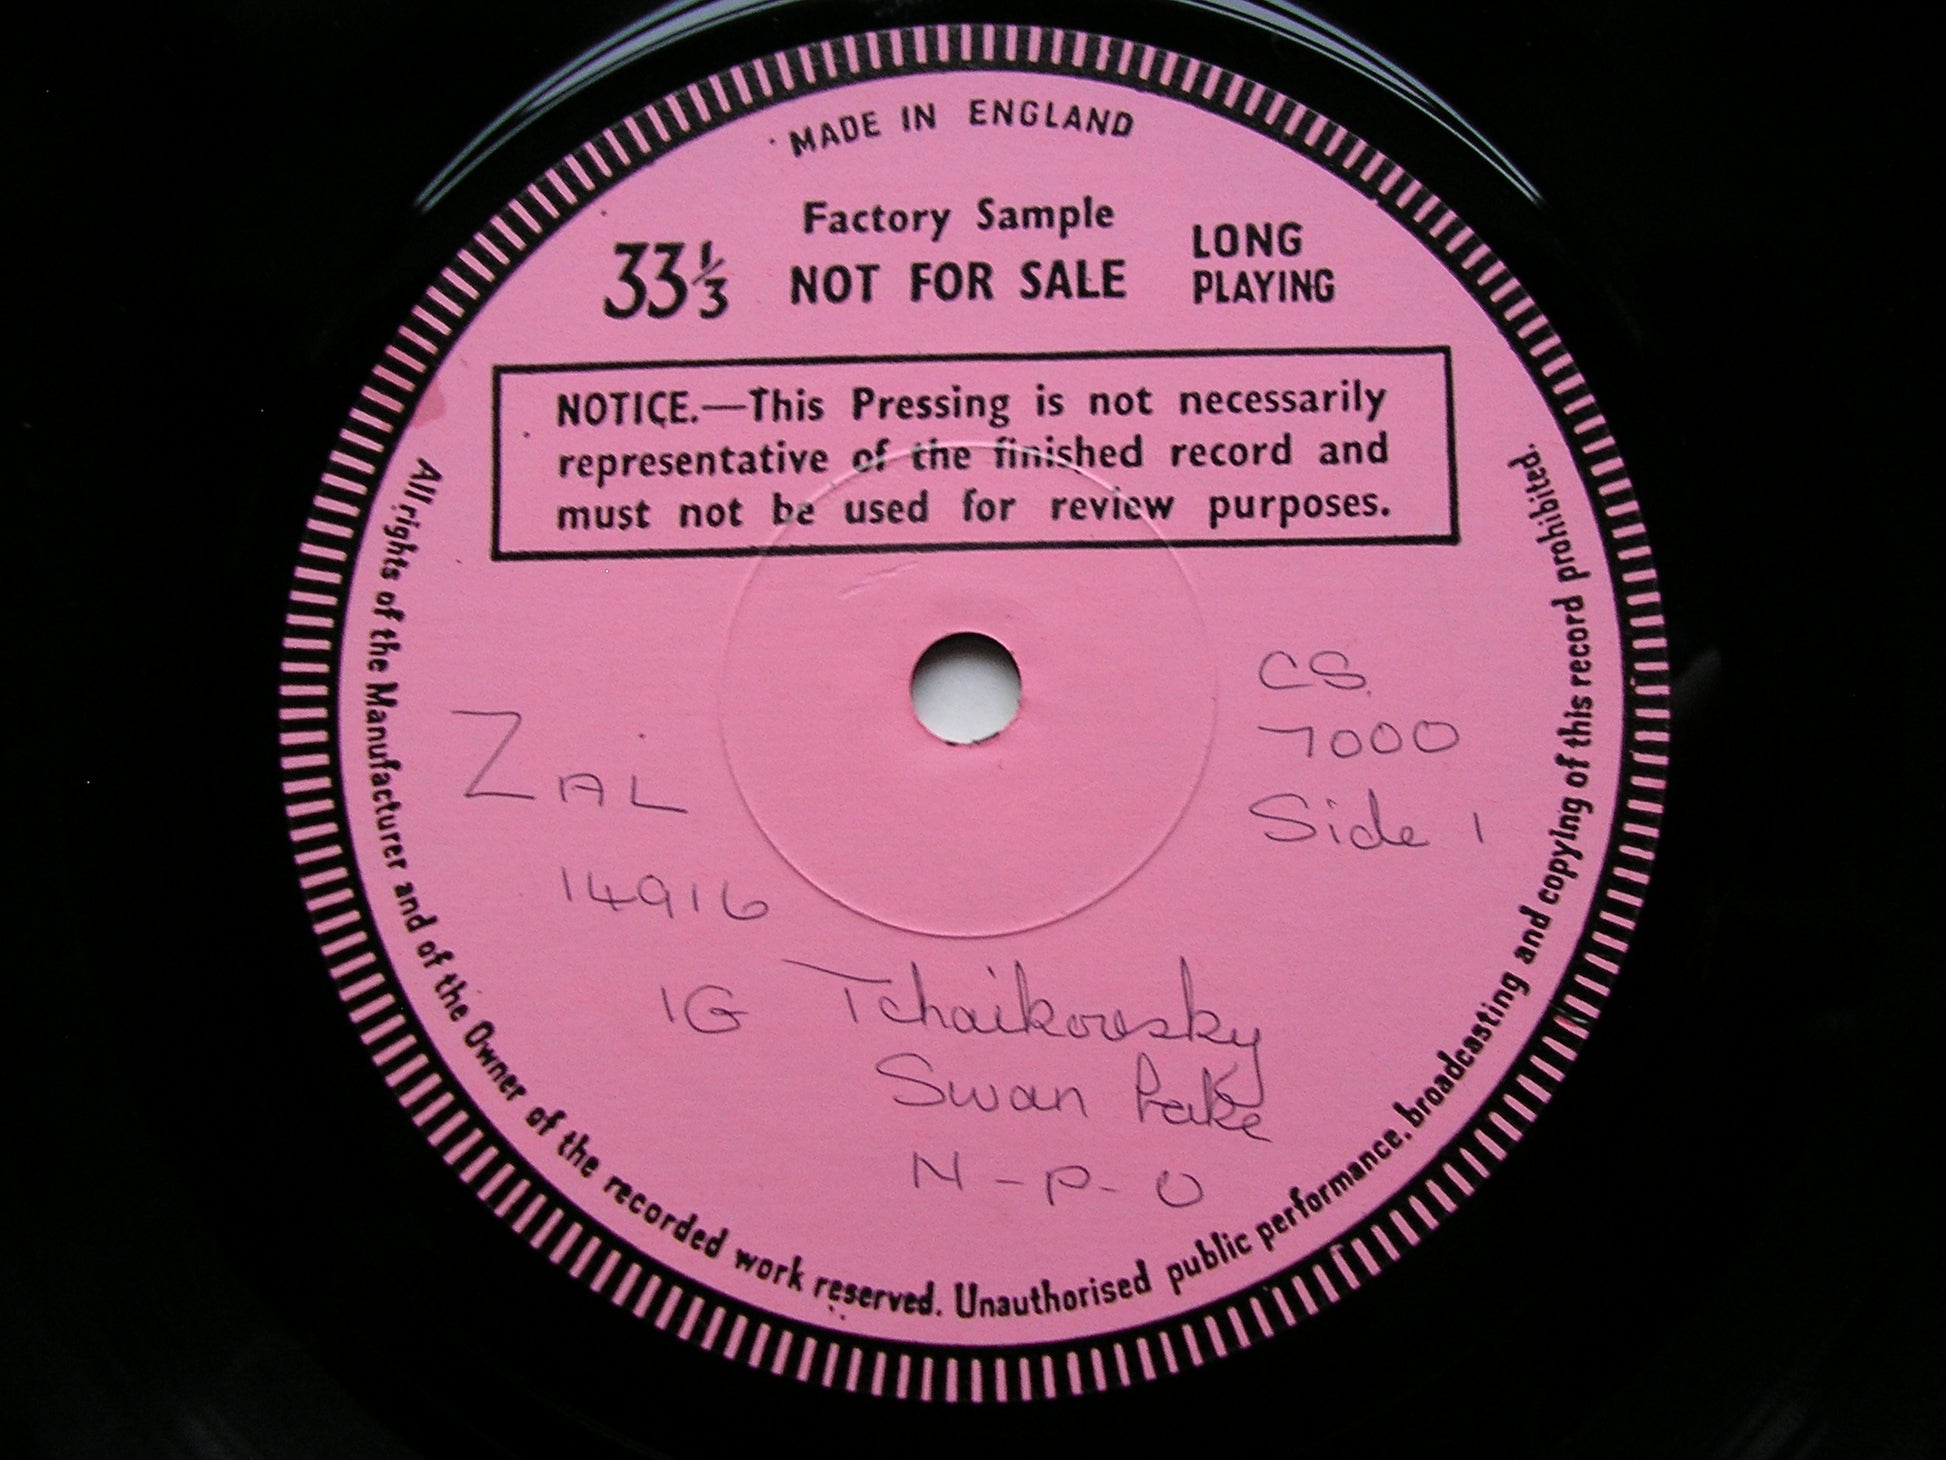 MADE IN ENGLAND
Factory Sample
33⅓ NOT FOR SALE
LONG
PLAYING
NOTICE.—This Pressing is not necessarily
representative of the finished record and
must not be used for review purposes.
CS.
7000
Side 1
ZAL
14916
1G Tchaikovsky
Swan Lake
N-P-O
All rights of the Manufacturer and of the Owner of the recorded work reserved. Unauthorised public performance, broadcasting and copying of this record prohibited.